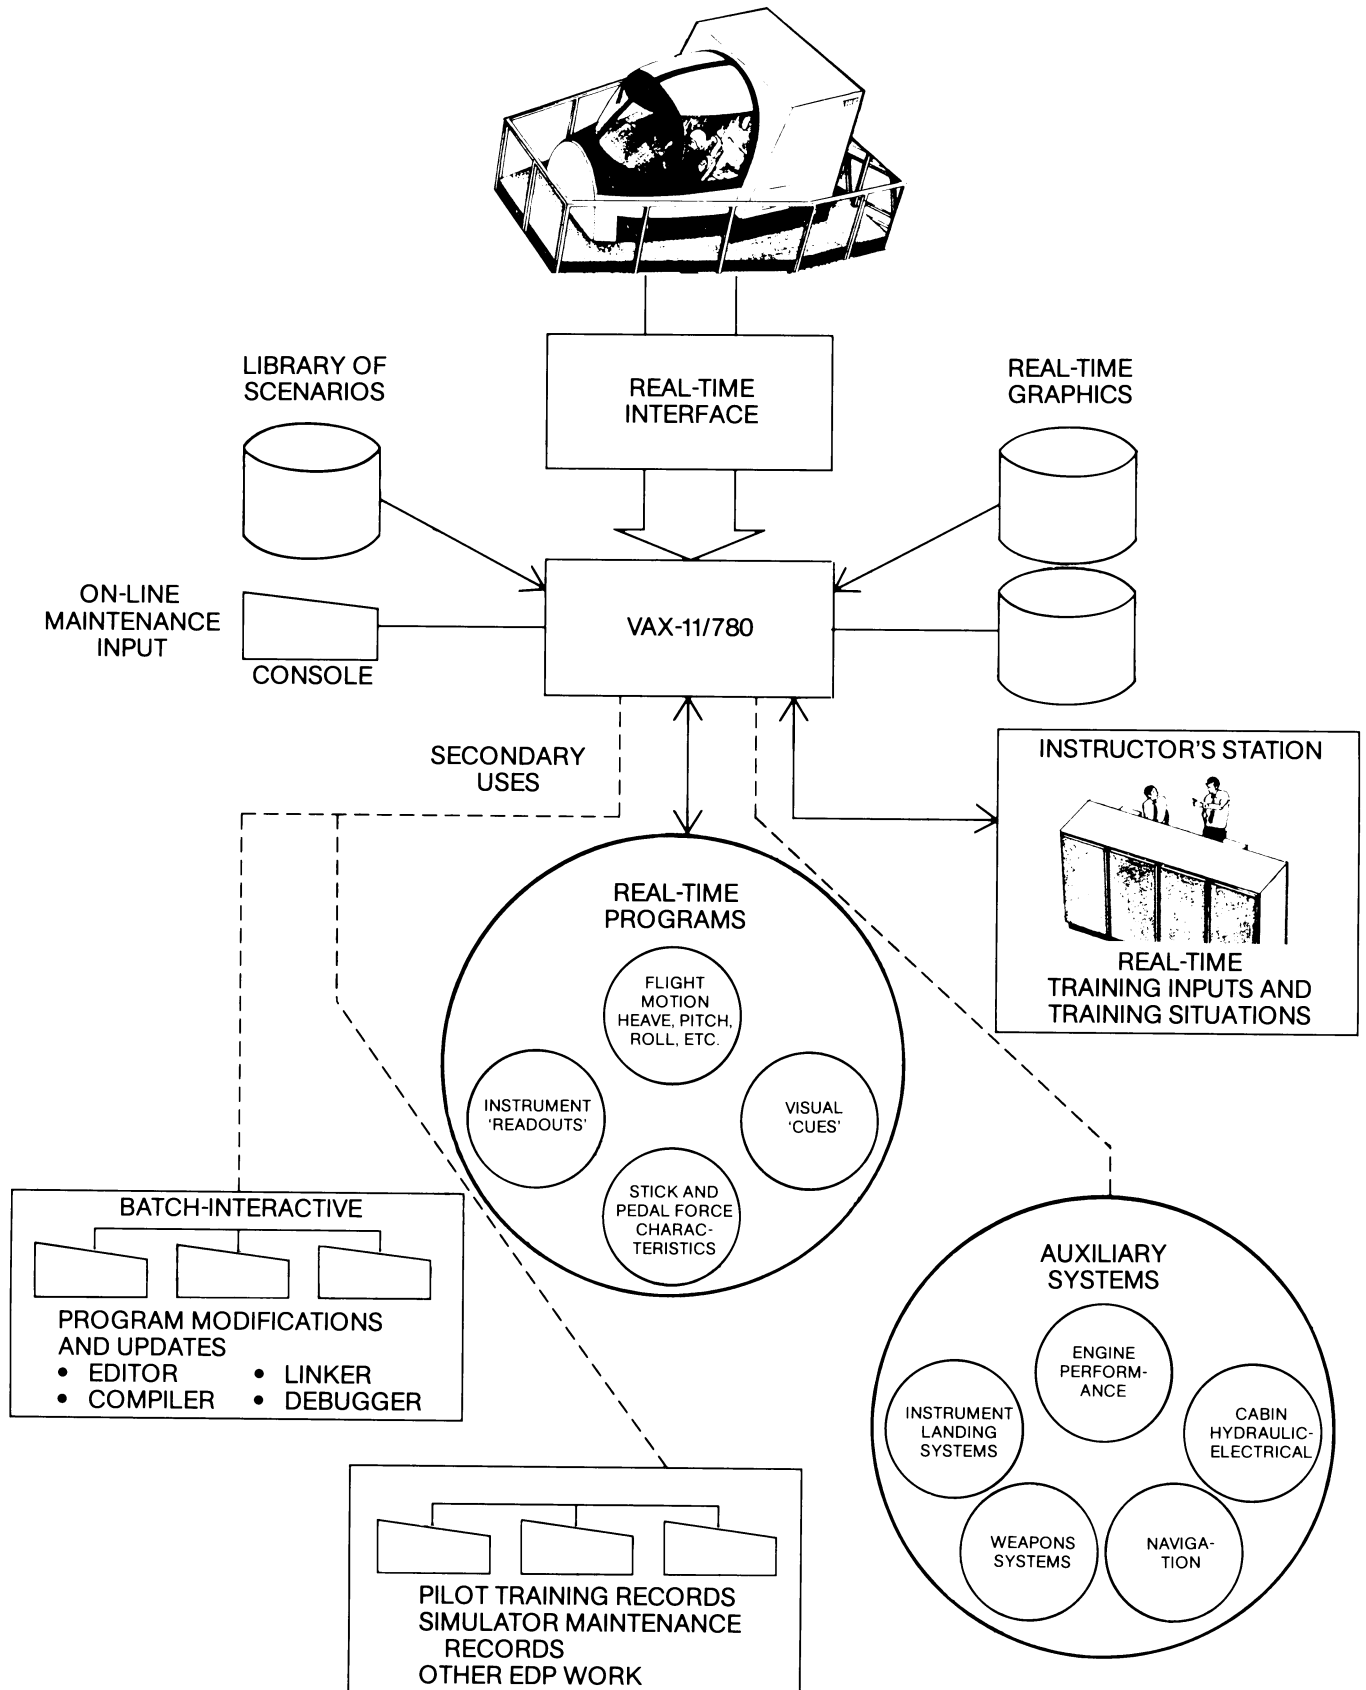 LIBRARY OF
SCENARIOS
REAL-TIME
INTERFACE
REAL-TIME
GRAPHICS
ON-LINE
MAINTENANCE
INPUT
CONSOLE
VAX-11/780
SECONDARY
USES
INSTRUCTOR'S STATION
REAL-TIME
TRAINING INPUTS AND
TRAINING SITUATIONS
REAL-TIME
PROGRAMS
FLIGHT
MOTION
HEAVE, PITCH,
ROLL, ETC.
INSTRUMENT
'READOUTS'
VISUAL
'CUES'
STICK AND
PEDAL FORCE
CHARAC-
TERISTICS
BATCH-INTERACTIVE
PROGRAM MODIFICATIONS
AND UPDATES
• EDITOR • LINKER
• COMPILER • DEBUGGER
AUXILIARY
SYSTEMS
ENGINE
PERFORM-
ANCE
INSTRUMENT
LANDING
SYSTEMS
CABIN
HYDRAULIC-
ELECTRICAL
WEAPONS
SYSTEMS
NAVIGA-
TION
PILOT TRAINING RECORDS
SIMULATOR MAINTENANCE
RECORDS
OTHER EDP WORK